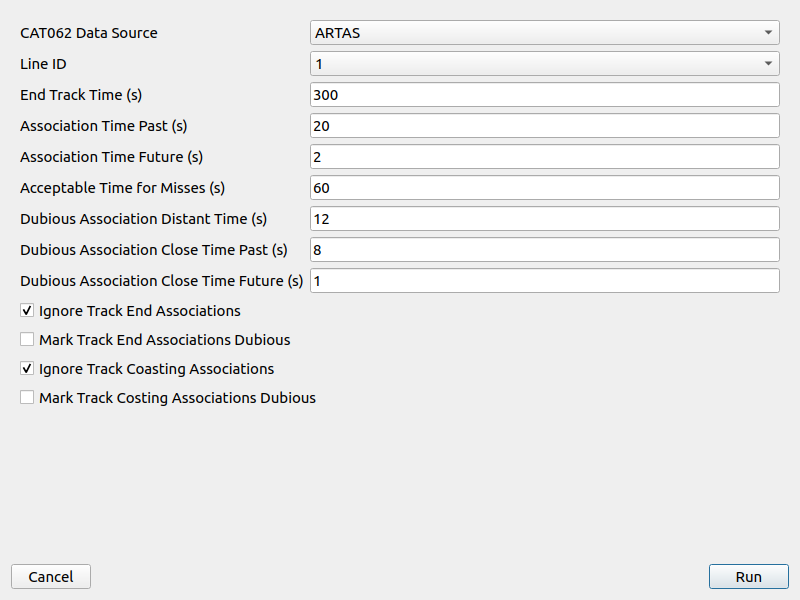 CAT062 Data Source ARTAS
Line ID 1
End Track Time (s) 300
Association Time Past (s) 20
Association Time Future (s) 2
Acceptable Time for Misses (s) 60
Dubious Association Distant Time (s) 12
Dubious Association Close Time Past (s) 8
Dubious Association Close Time Future (s) 1
Ignore Track End Associations
Mark Track End Associations Dubious
Ignore Track Coasting Associations
Mark Track Costing Associations Dubious
Cancel Run